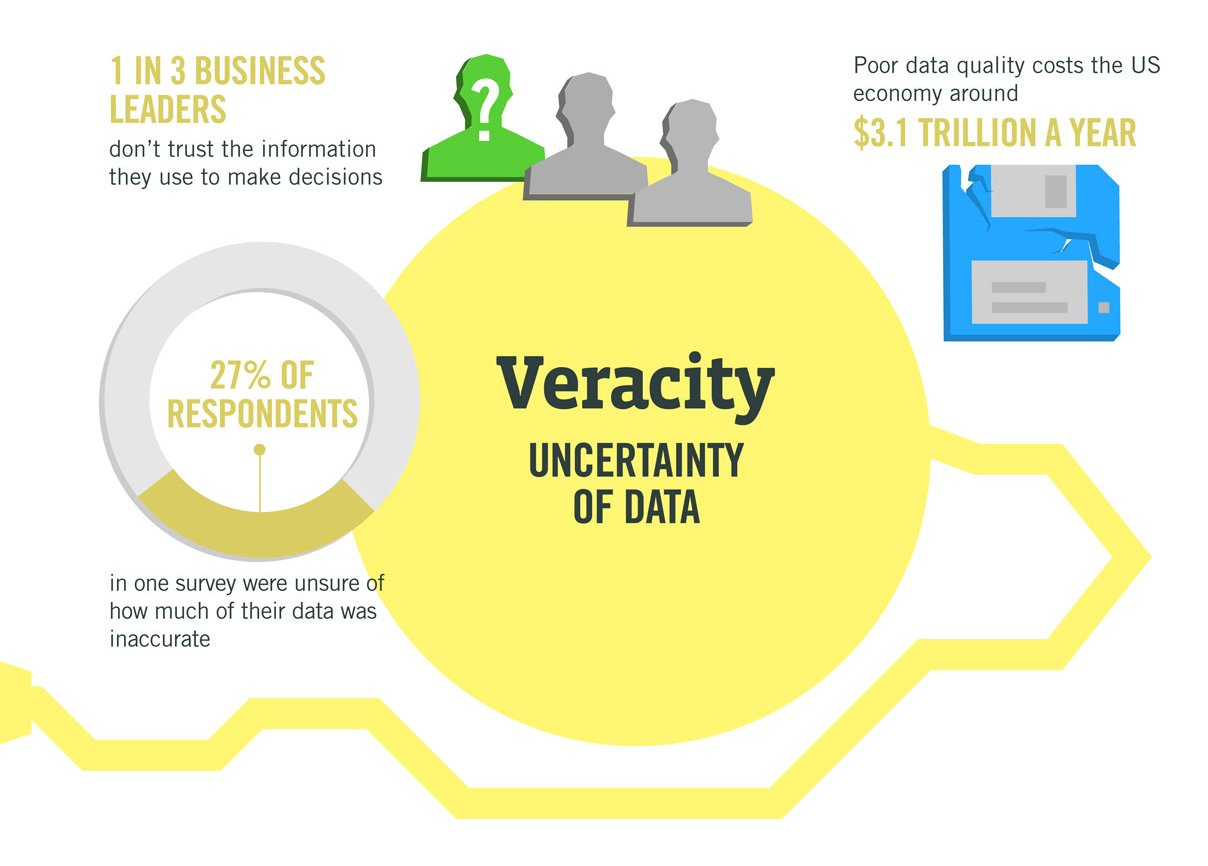 1 IN 3 BUSINESS
LEADERS
don’t trust the information
they use to make decisions
?
Poor data quality costs the US
economy around
$3.1 TRILLION A YEAR
27% OF
RESPONDENTS
in one survey were unsure of
how much of their data was
inaccurate
Veracity
UNCERTAINTY
OF DATA